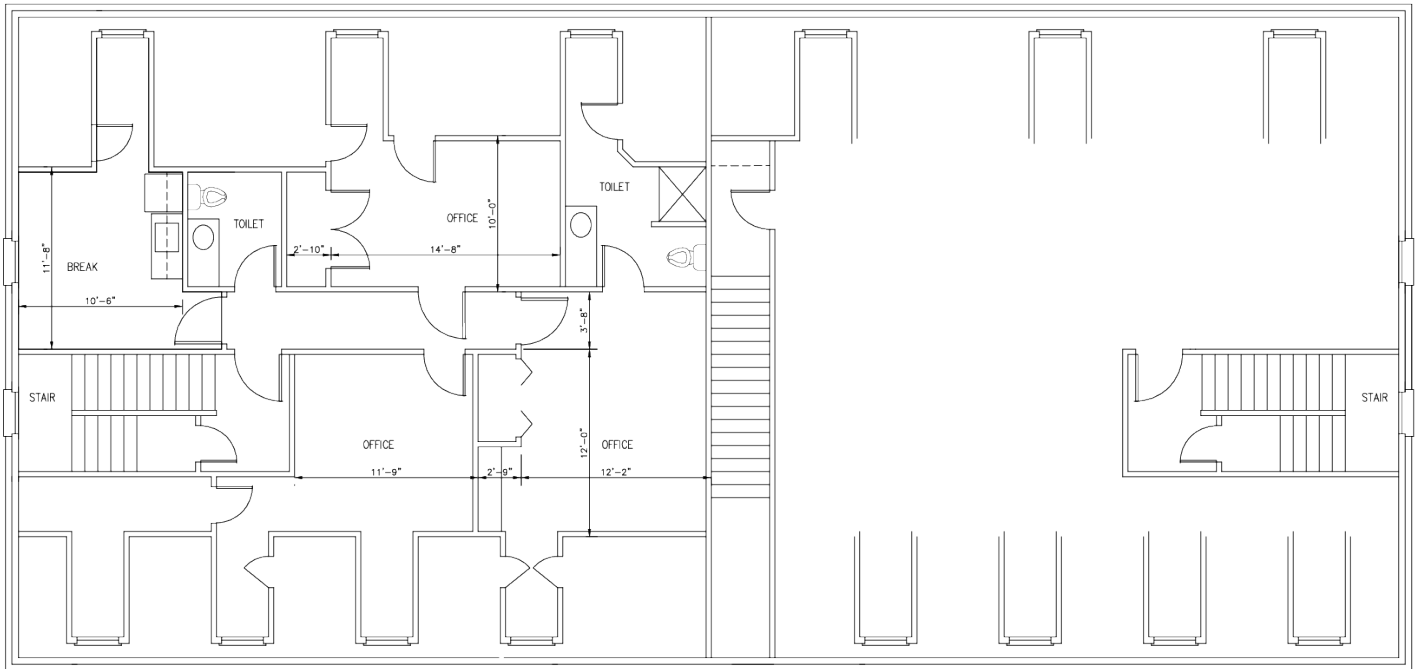 TOILET
TOILET
OFFICE
10'-0"
2'-10"
14'-8"
11'-8"
BREAK
10'-6"
3'-8"
STAIR
STAIR
OFFICE
OFFICE
12'-0"
11'-9"
2'-9"
12'-2"